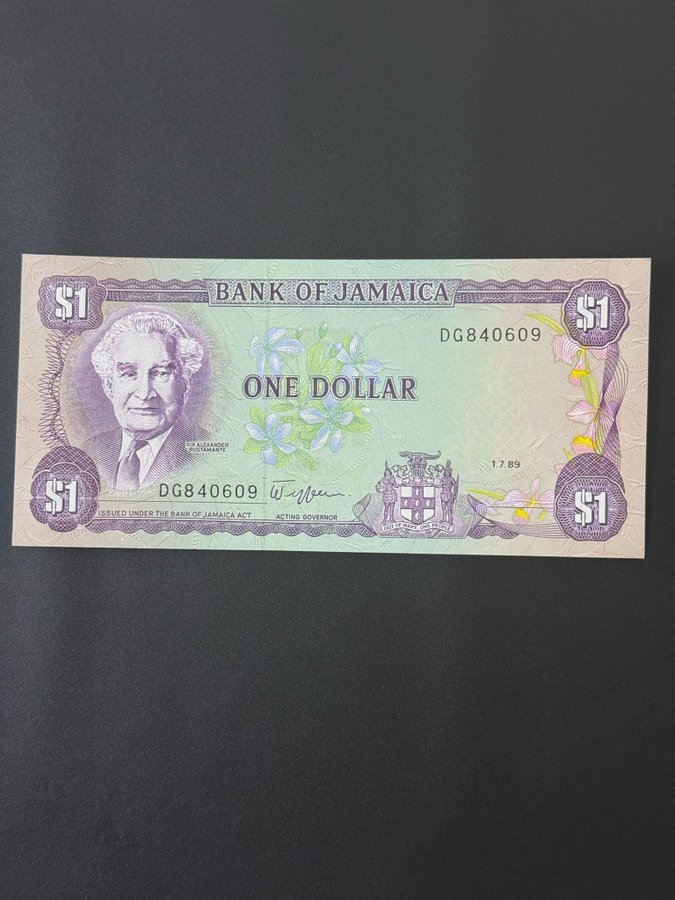 $1
BANK OF JAMAICA
$1
DG840609
ONE DOLLAR
SIR ALEXANDER
BUSTAMANTE
1.7.89
DG840609
$1
ISSUED UNDER THE BANK OF JAMAICA ACT
ACTING GOVERNOR
OUT OF MANY, ONE PEOPLE
$1